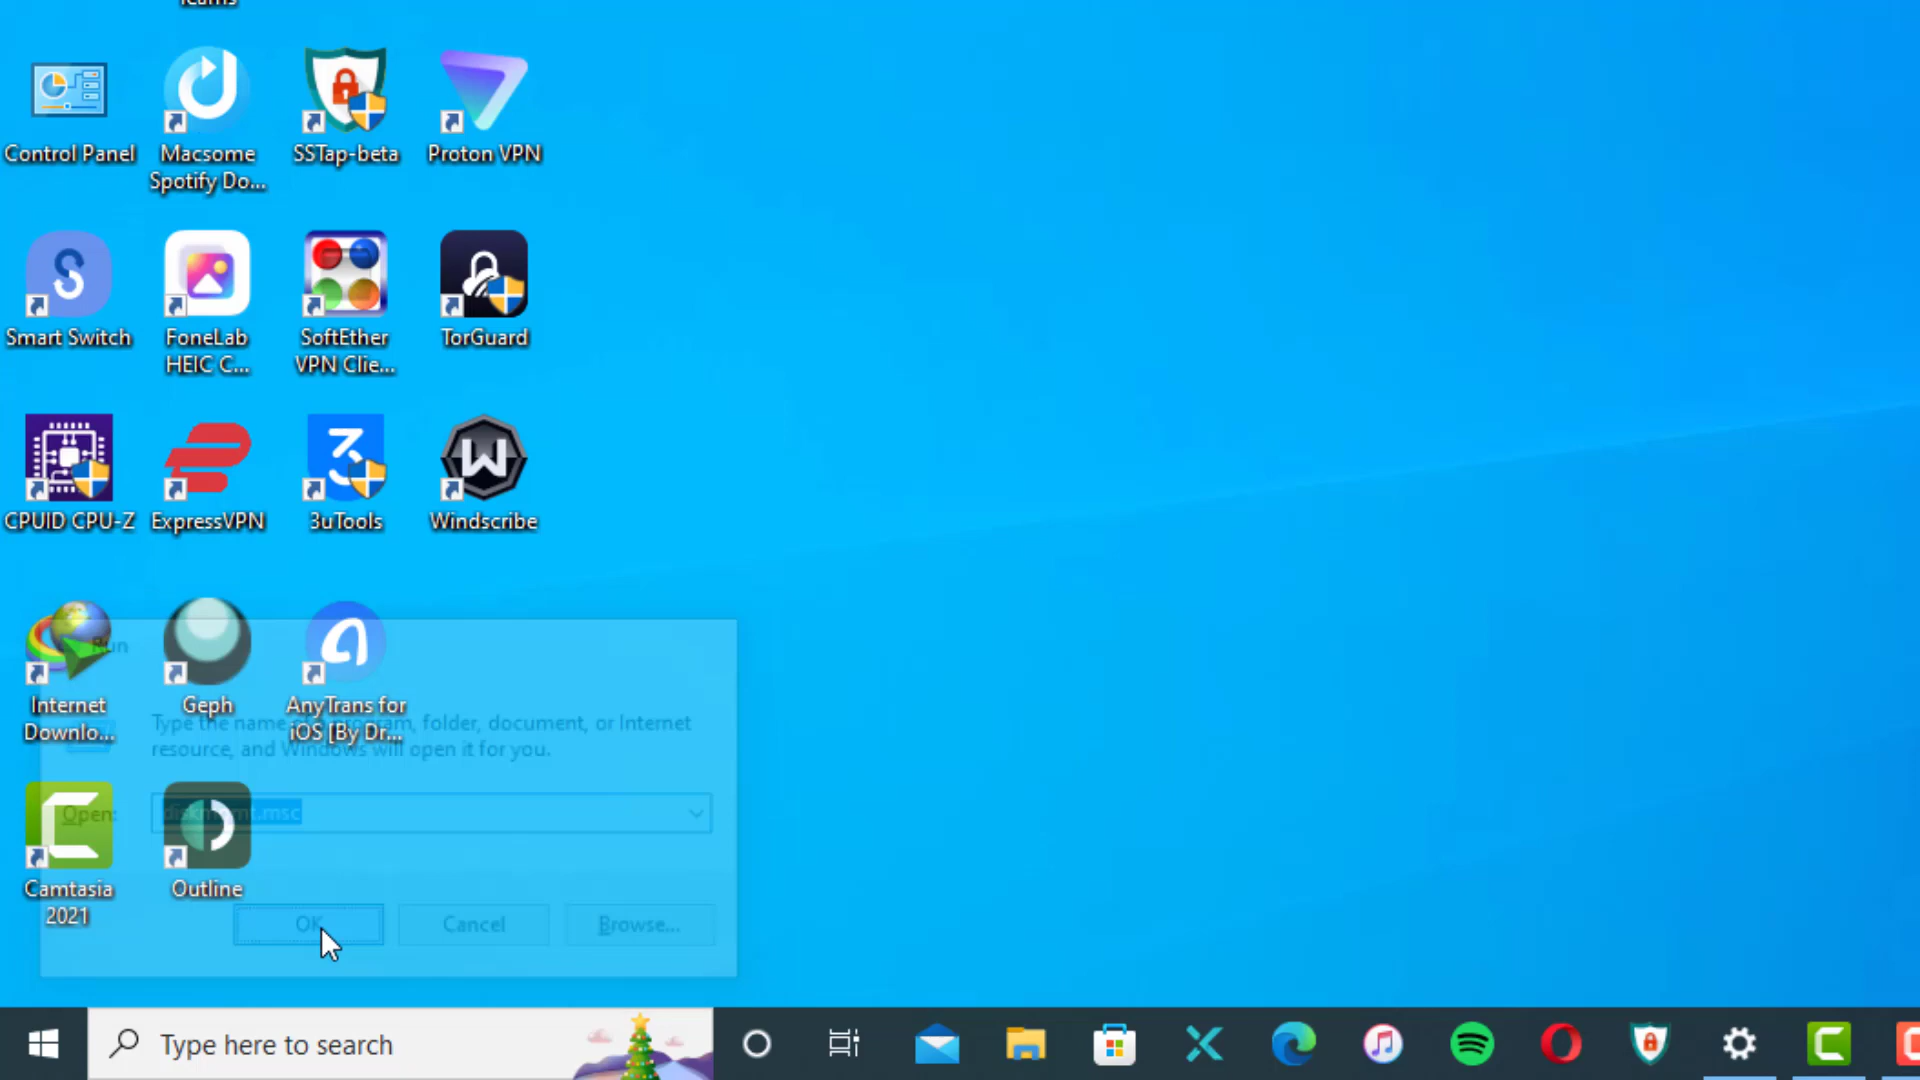 Teams
Control Panel
Macsome
Spotify Do...
SSTap-beta
Proton VPN
Smart Switch
FoneLab
HEIC C...
SoftEther
VPN Clie...
TorGuard
CPUID CPU-Z
ExpressVPN
3uTools
Windscribe
Internet
Downlo...
Geph
AnyTrans for
iOS [By Dr...
Camtasia
2021
Outline
Run
Type the name of a program, folder, document, or Internet
resource, and Windows will open it for you.
Open:
diskmgmt.msc
OK
Cancel
Browse...
Type here to search